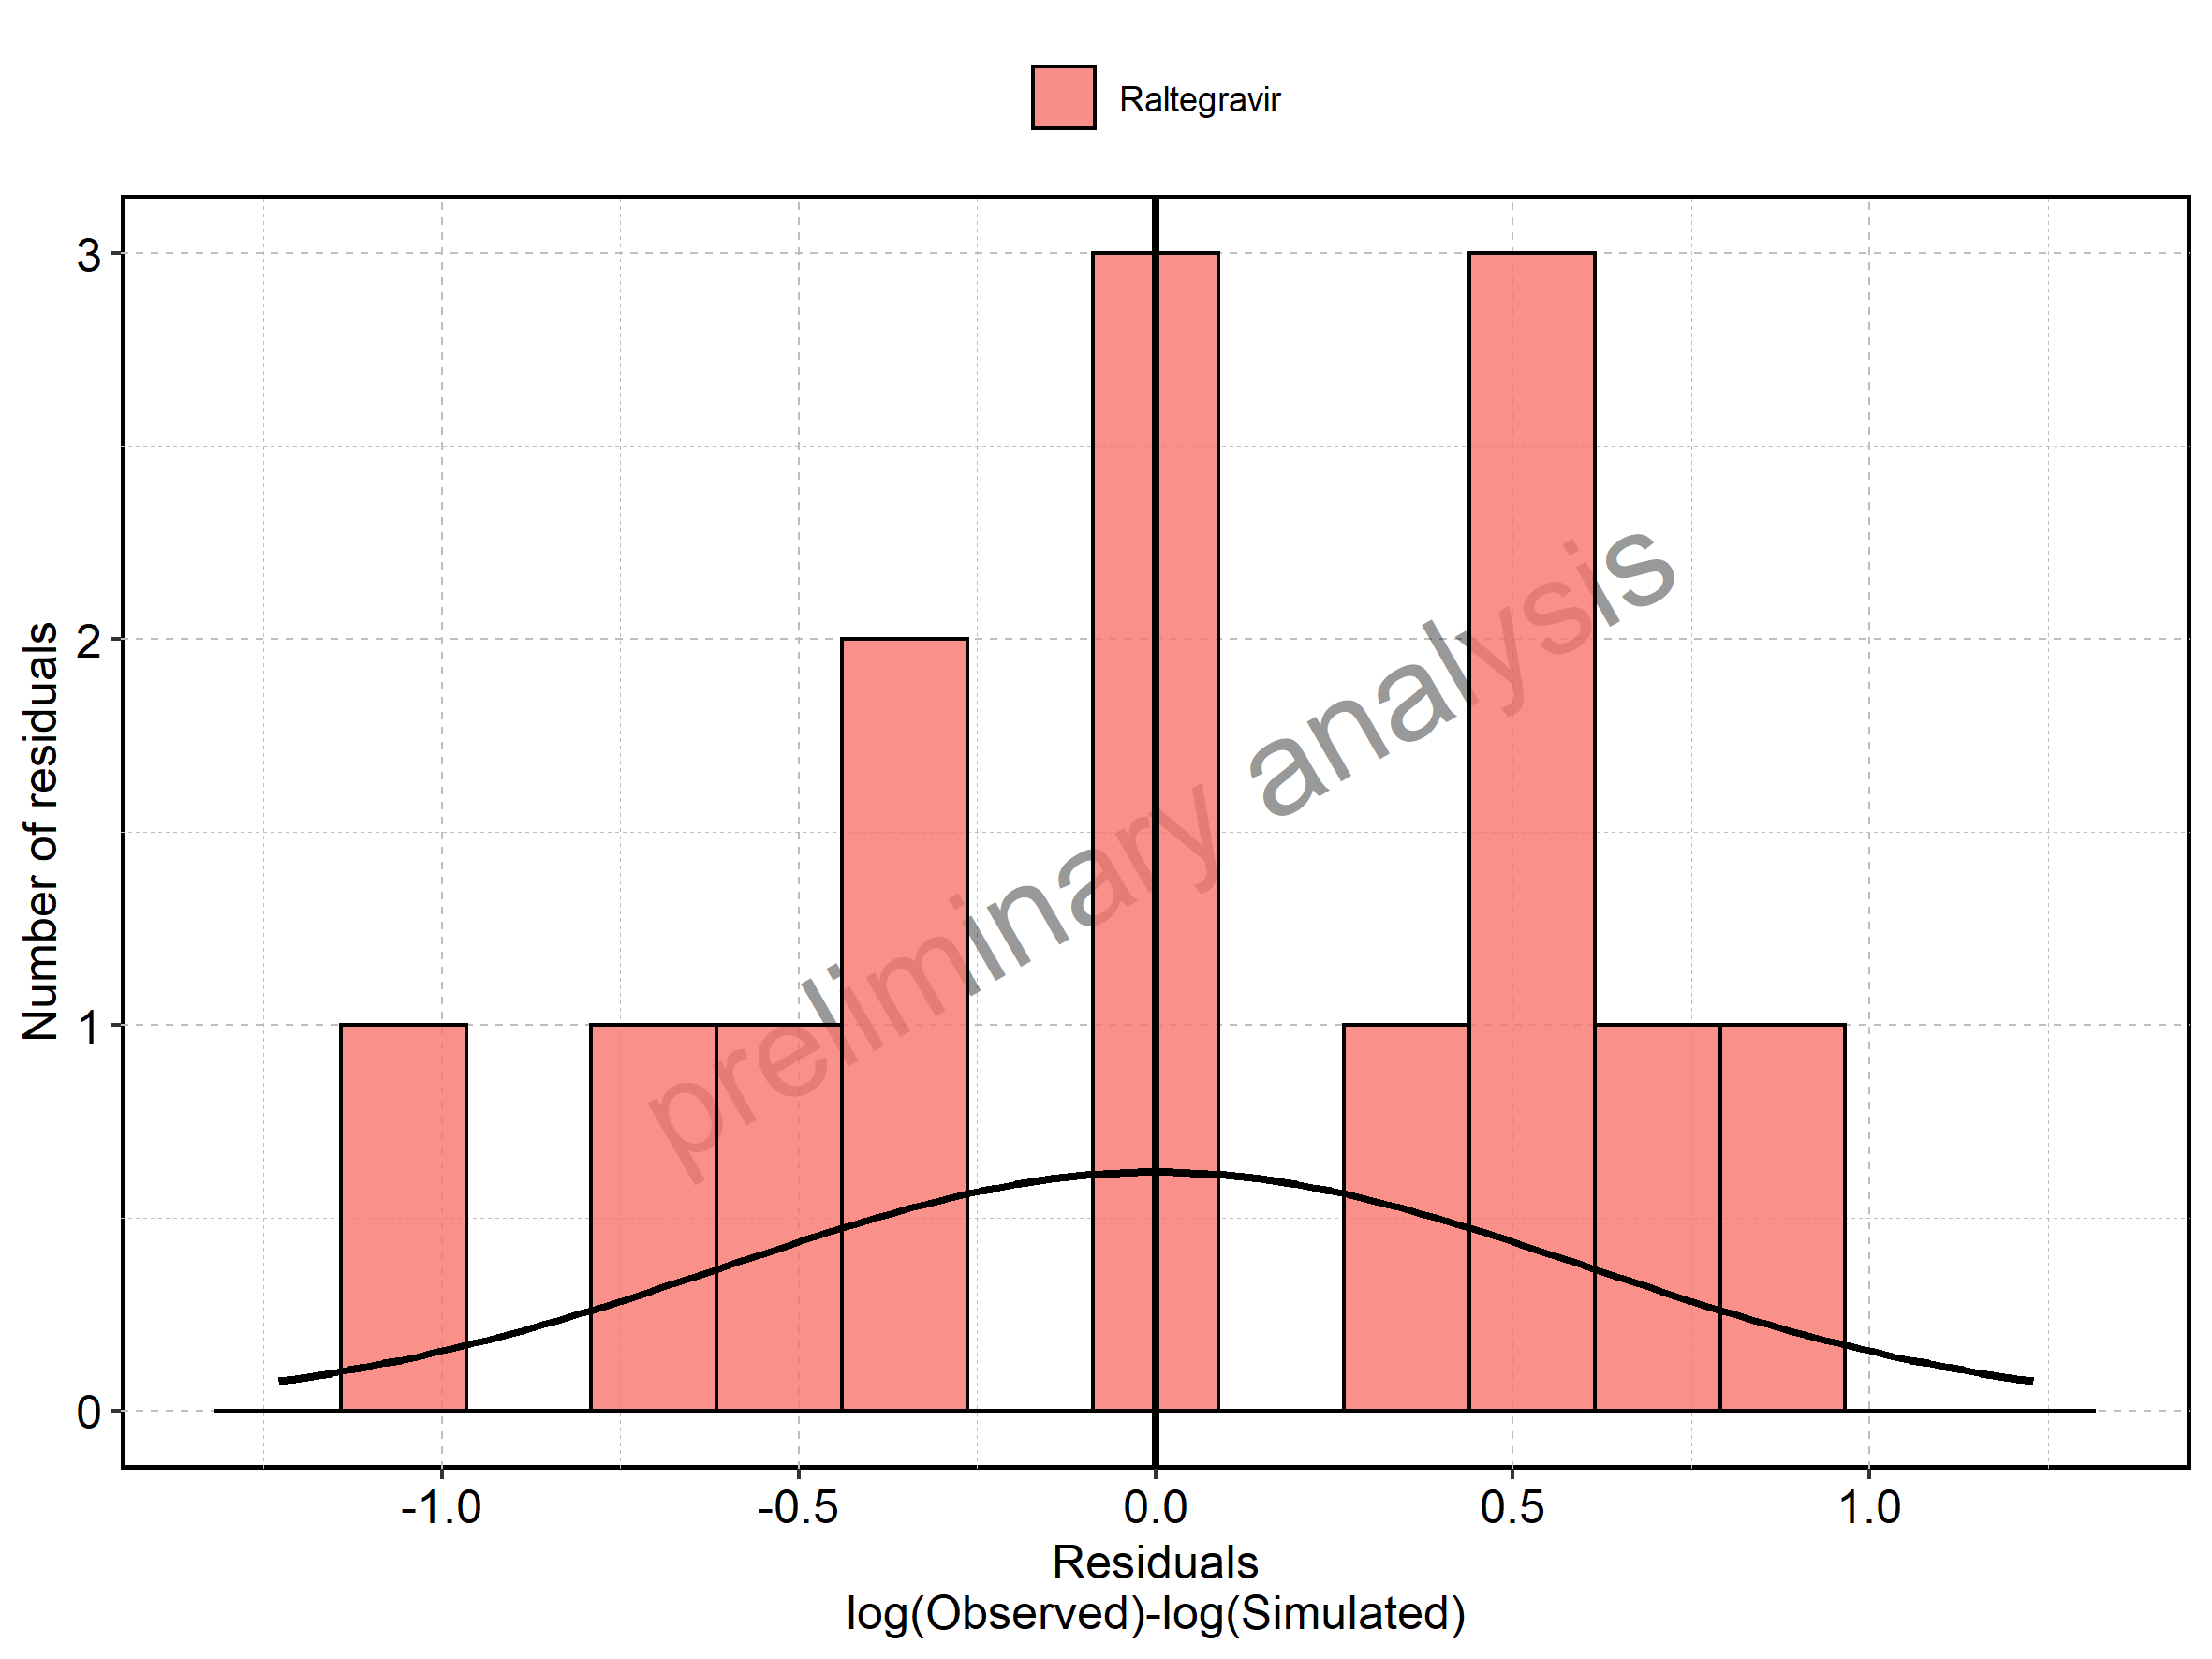 Raltegravir
3
2
1
0
Number of residuals
preliminary analysis
-1.0 -0.5 0.0 0.5 1.0
Residuals
log(Observed)-log(Simulated)